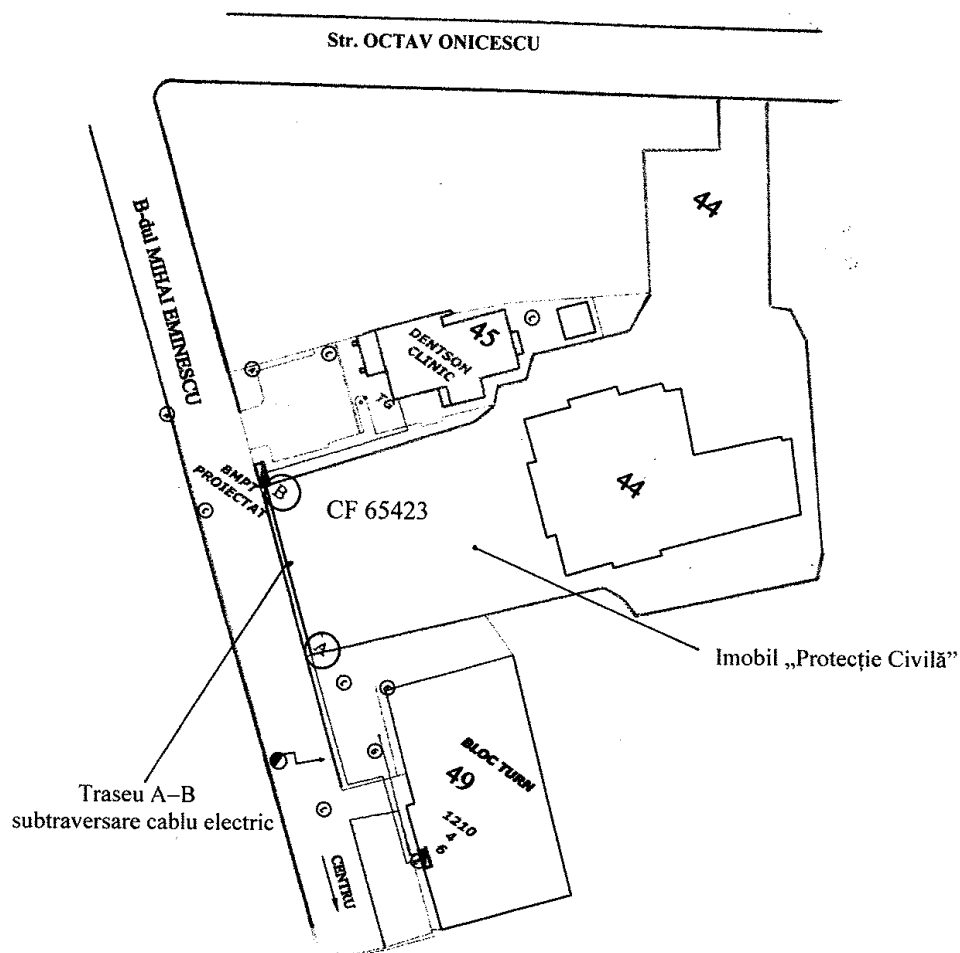 Str. OCTAV ONICESCU
B-dul MIHAI EMINESCU
44
45
DENTSON
CLINIC
TG
BMPT
PROIECTAT
B
CF 65423
44
A
Imobil „Protecție Civilă”
Traseu A–B
subtraversare cablu electric
BLOC TURN
49
1210
4
6
CENTRU